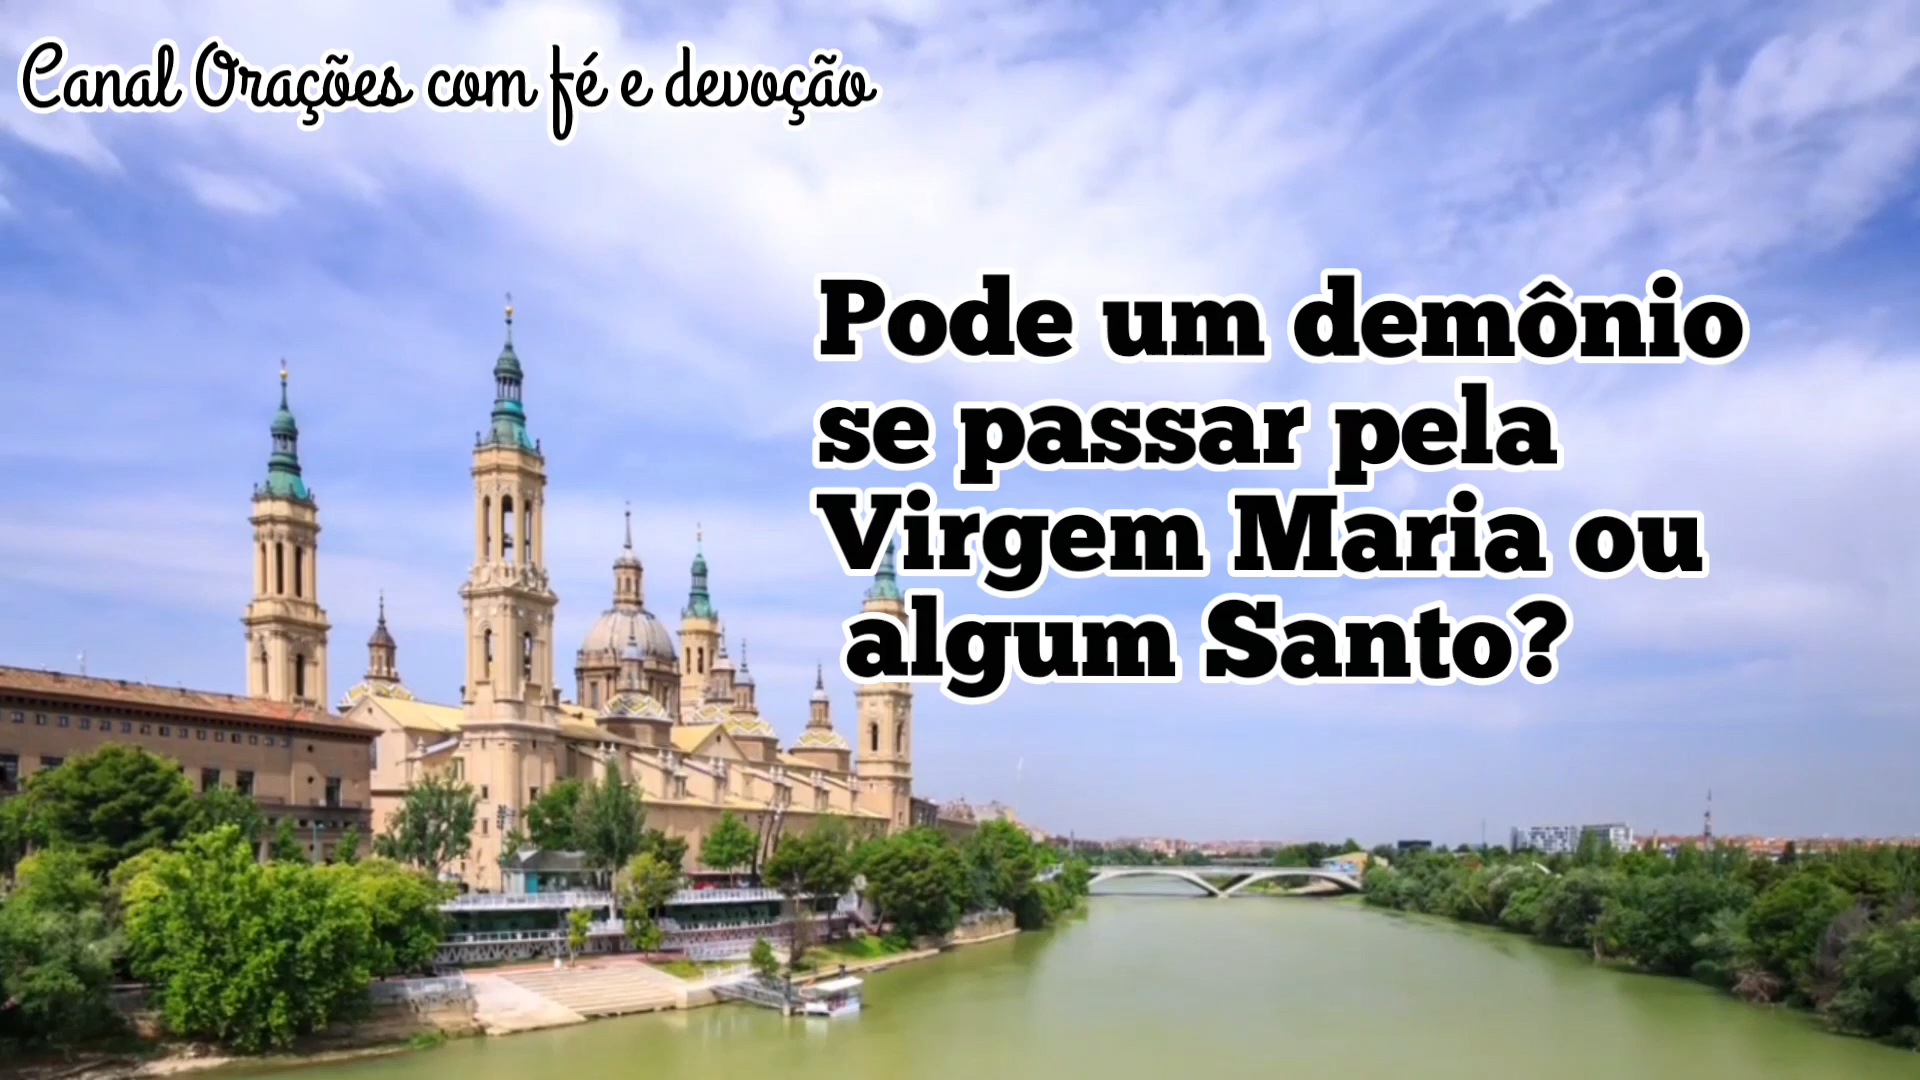 Canal Orações com fé e devoção
Pode um demônio
se passar pela
Virgem Maria ou
algum Santo?